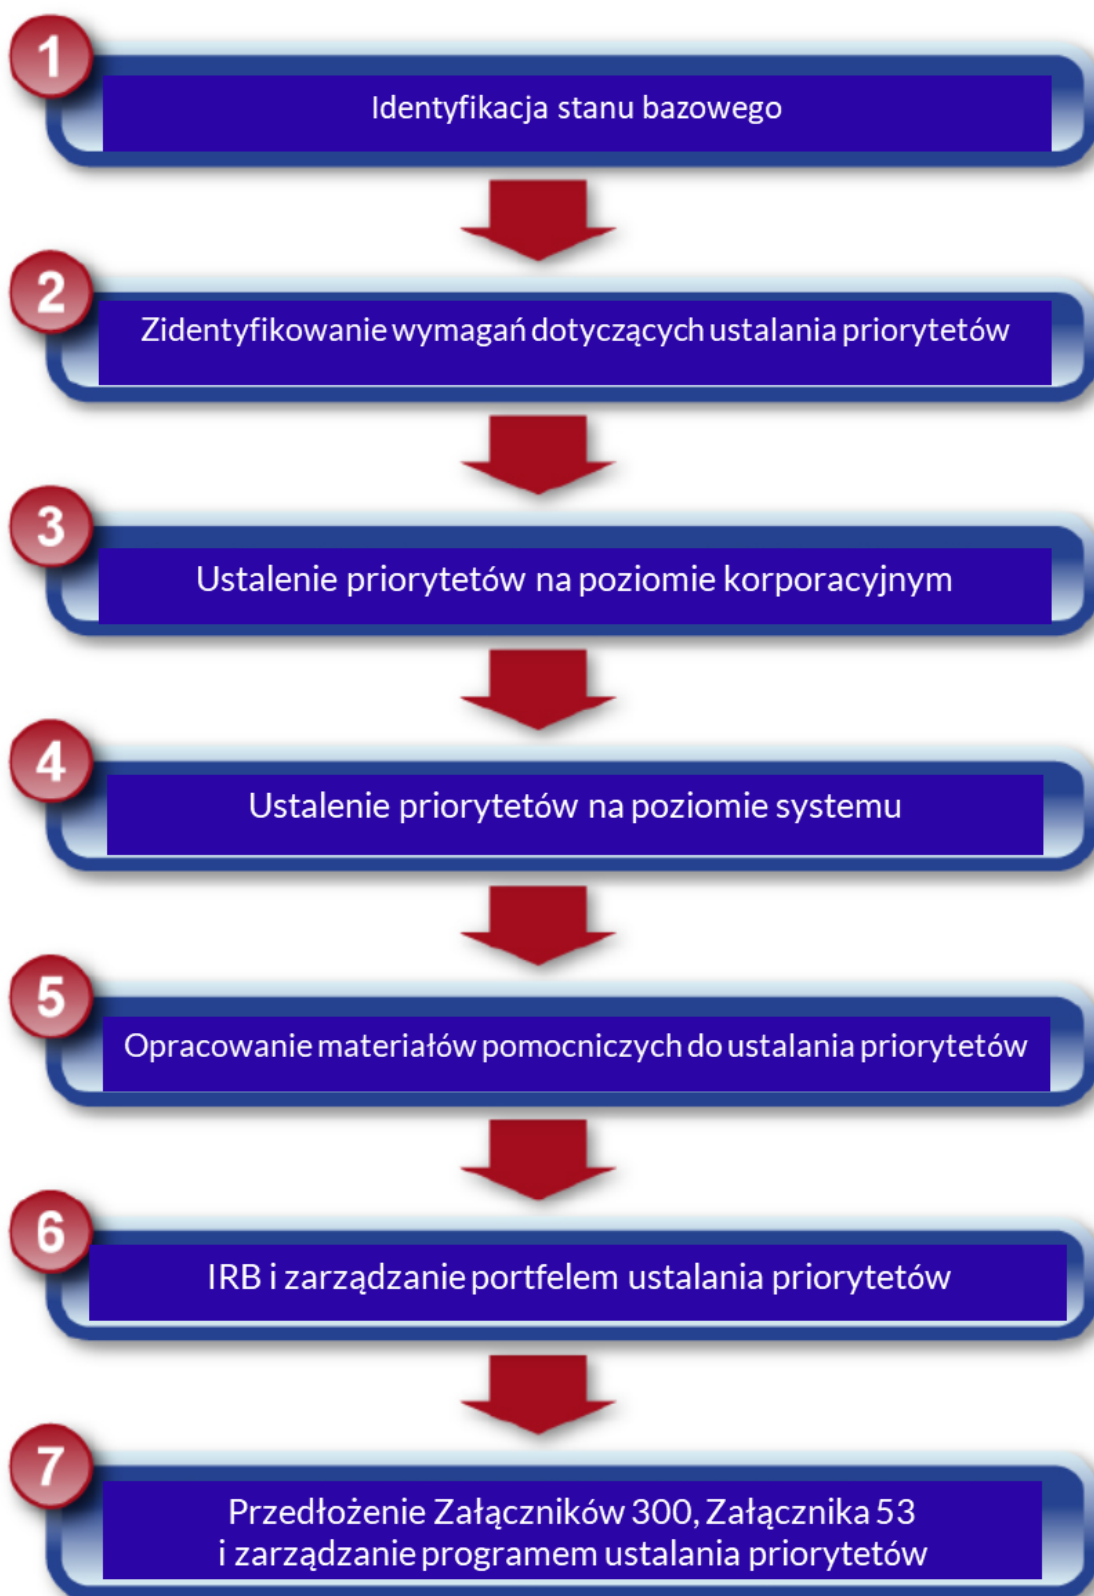 1
Identyfikacja stanu bazowego
2
Zidentyfikowanie wymagań dotyczących ustalania priorytetów
3
Ustalenie priorytetów na poziomie korporacyjnym
4
Ustalenie priorytetów na poziomie systemu
5
Opracowanie materiałów pomocniczych do ustalania priorytetów
6
IRB i zarządzanie portfelem ustalania priorytetów
7
Przedłożenie Załączników 300, Załącznika 53
i zarządzanie programem ustalania priorytetów